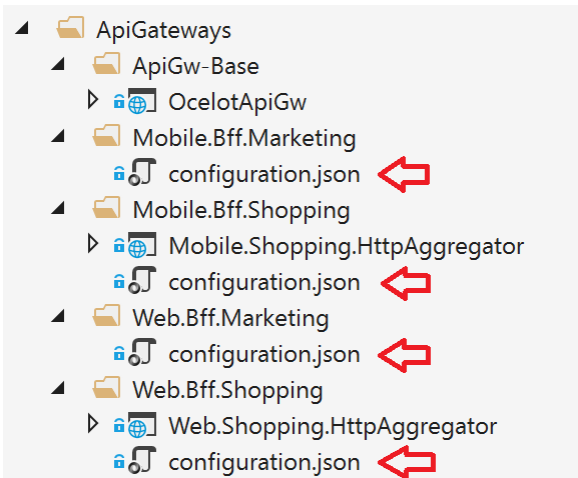 ApiGateways
ApiGw-Base
OcelotApiGw
Mobile.Bff.Marketing
configuration.json
Mobile.Bff.Shopping
Mobile.Shopping.HttpAggregator
configuration.json
Web.Bff.Marketing
configuration.json
Web.Bff.Shopping
Web.Shopping.HttpAggregator
configuration.json